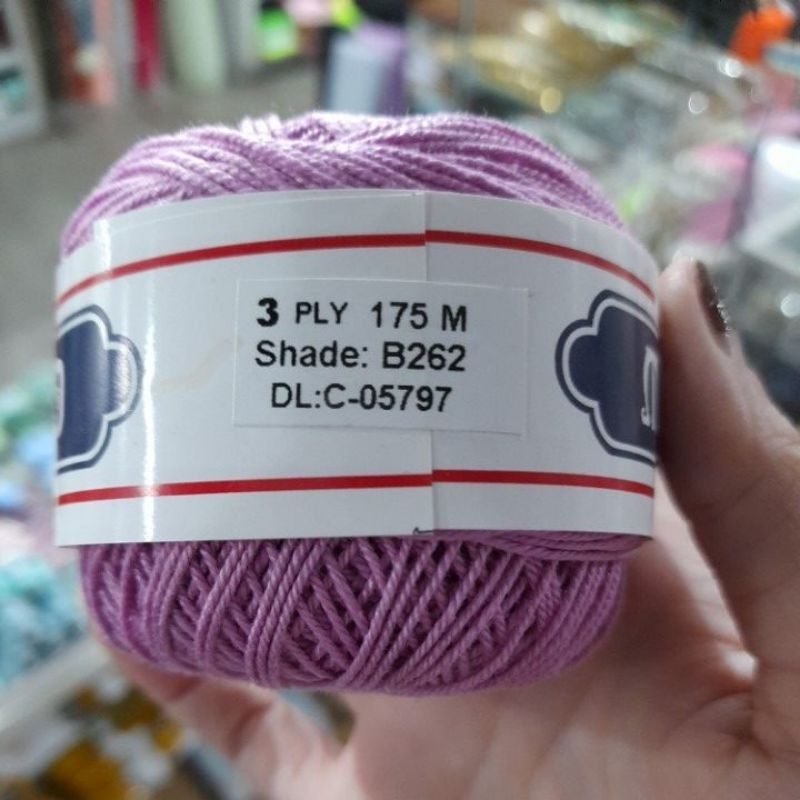 3 PLY 175 M
Shade: B262
DL:C-05797